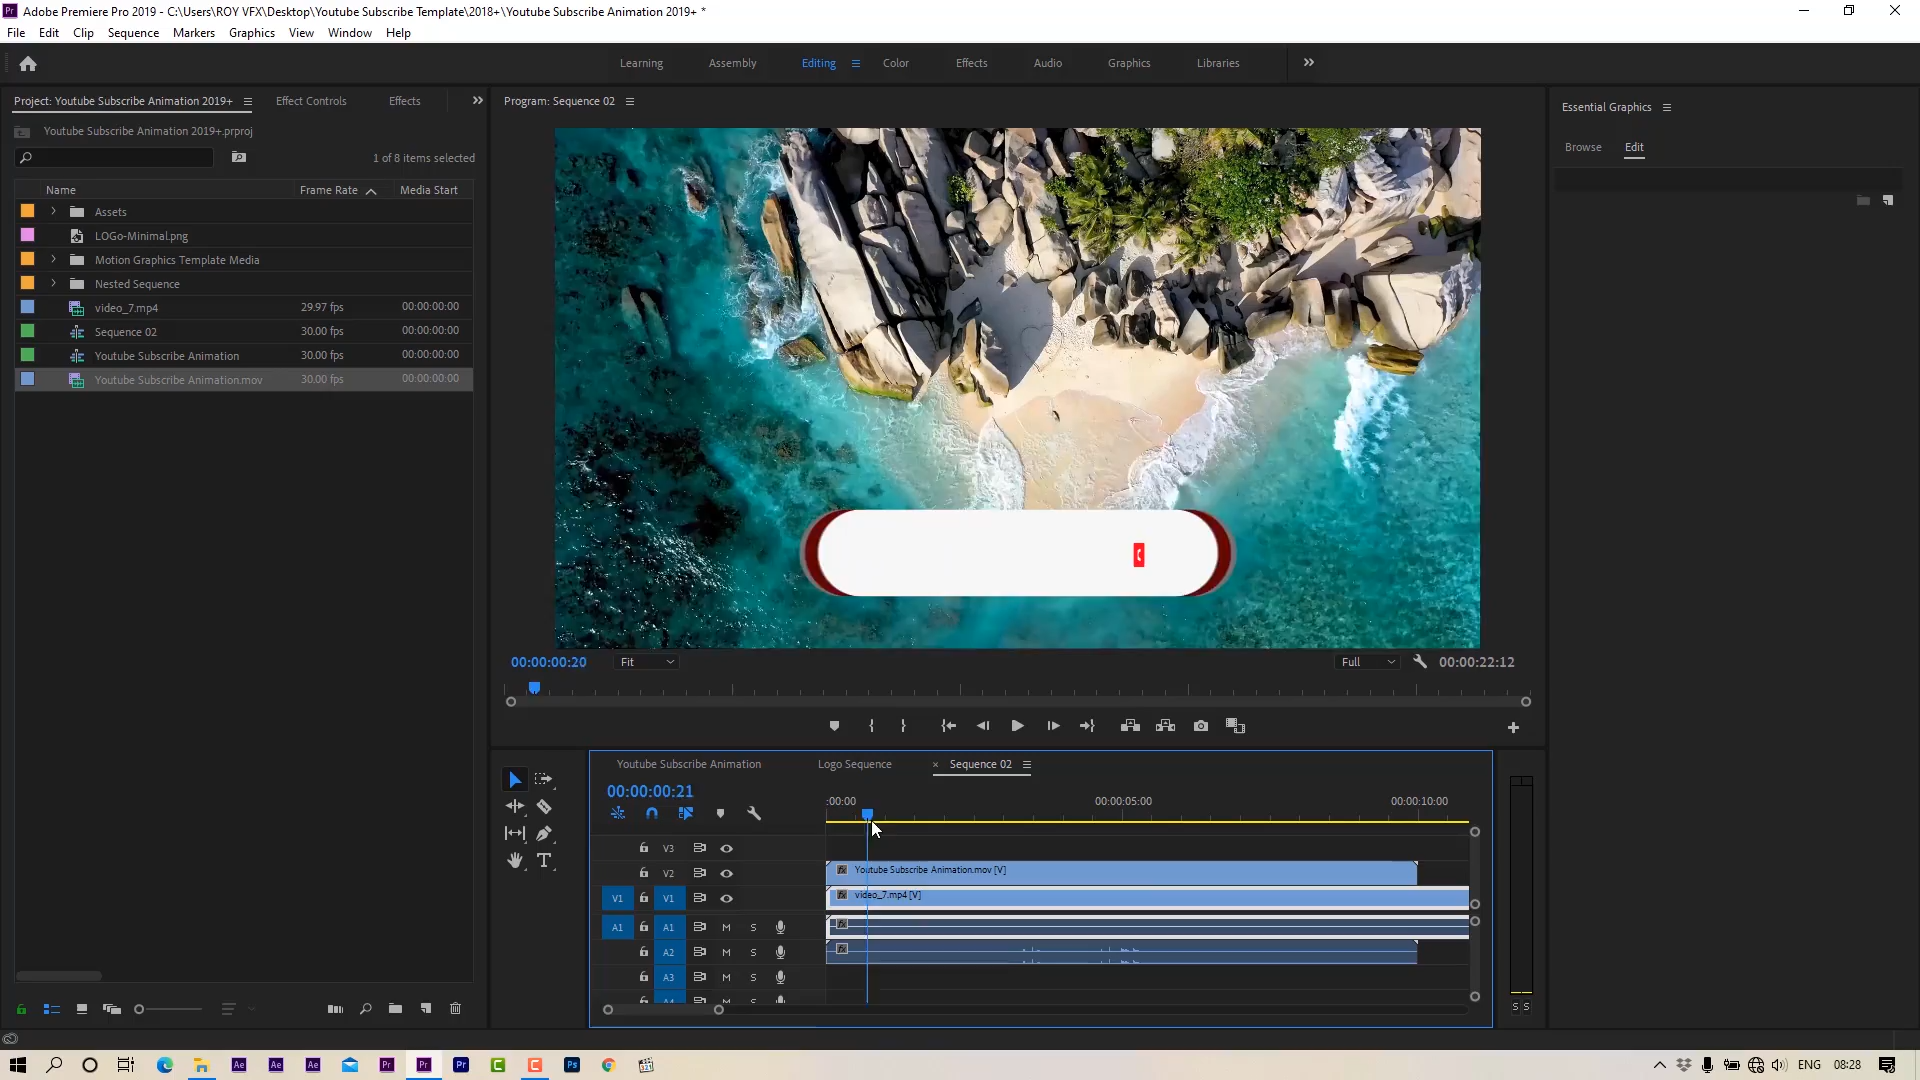 Adobe Premiere Pro 2019 - C:\Users\ROY VFX\Desktop\Youtube Subscribe Template\2018+\Youtube Subscribe Animation 2019+ *
File Edit Clip Sequence Markers Graphics View Window Help
Learning Assembly Editing Color Effects Audio Graphics Libraries
Project: Youtube Subscribe Animation 2019+ Effect Controls Effects
Program: Sequence 02
Essential Graphics
Youtube Subscribe Animation 2019+.prproj
Browse Edit
1 of 8 items selected
Name Frame Rate Media Start
Assets
LOGo-Minimal.png
Motion Graphics Template Media
Nested Sequence
video_7.mp4 29.97 fps 00:00:00:00
Sequence 02 30.00 fps 00:00:00:00
Youtube Subscribe Animation 30.00 fps 00:00:00:00
Youtube Subscribe Animation.mov 30.00 fps 00:00:00:00
00:00:00:20 Fit Full 00:00:22:12
Youtube Subscribe Animation Logo Sequence × Sequence 02
00:00:00:21
:00:00 00:00:05:00 00:00:10:00
V3
V2 Youtube Subscribe Animation.mov [V]
V1 V1 video_7.mp4 [V]
A1 A1 M S
A2 M S
A3 M S
S S
ENG 08:28